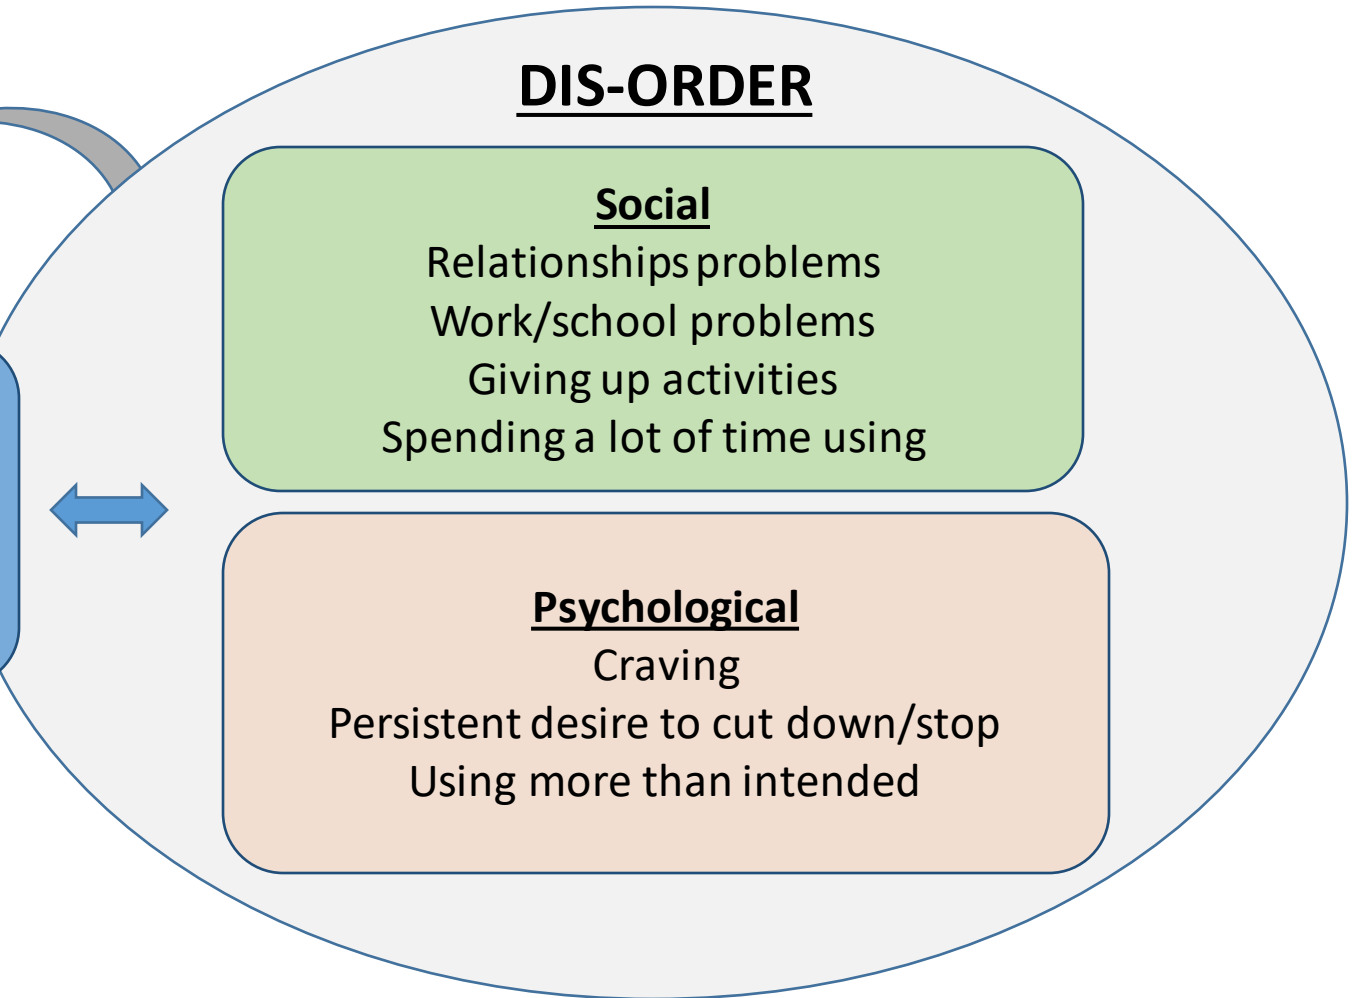 DIS-ORDER
Social
Relationships problems
Work/school problems
Giving up activities
Spending a lot of time using
Psychological
Craving
Persistent desire to cut down/stop
Using more than intended